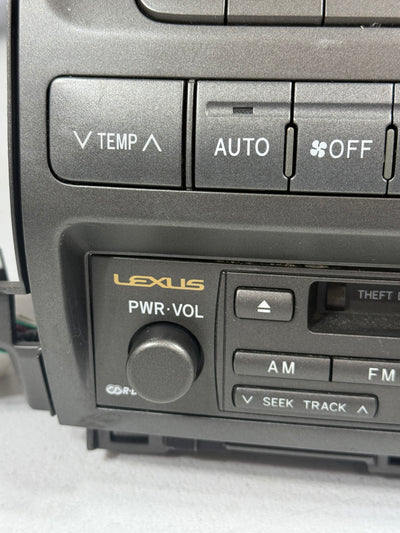 ∨ TEMP ∧
AUTO
OFF
LEXUS
PWR·VOL
THEFT
AM
FM
∨ SEEK TRACK ∧